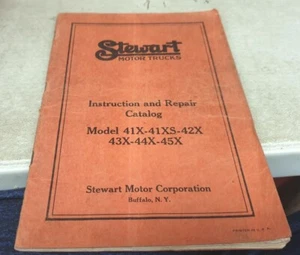 Stewart
MOTOR TRUCKS
Instruction and Repair
Catalog
Model 41X-41XS-42X
43X-44X-45X
Stewart Motor Corporation
Buffalo, N. Y.